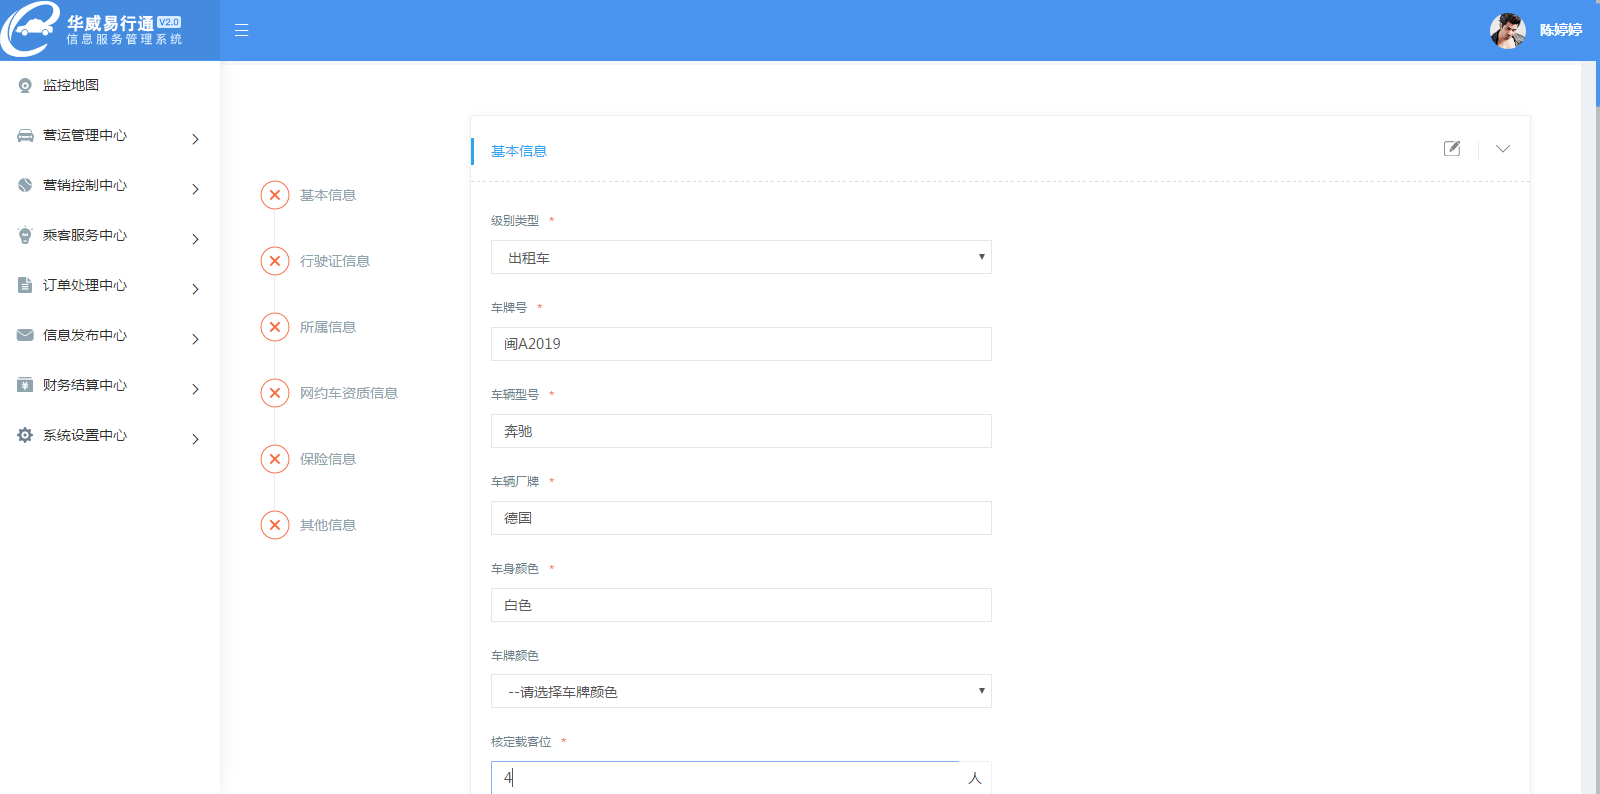 华威易行通 V2.0
信息服务管理系统
陈婷婷
监控地图
营运管理中心
营销控制中心
乘客服务中心
订单处理中心
信息发布中心
财务结算中心
系统设置中心
基本信息
行驶证信息
所属信息
网约车资质信息
保险信息
其他信息
基本信息
级别类型 *
出租车
车牌号 *
闽A2019
车辆型号 *
奔驰
车辆厂牌 *
德国
车身颜色 *
白色
车牌颜色
--请选择车牌颜色
核定载客位 *
4 人